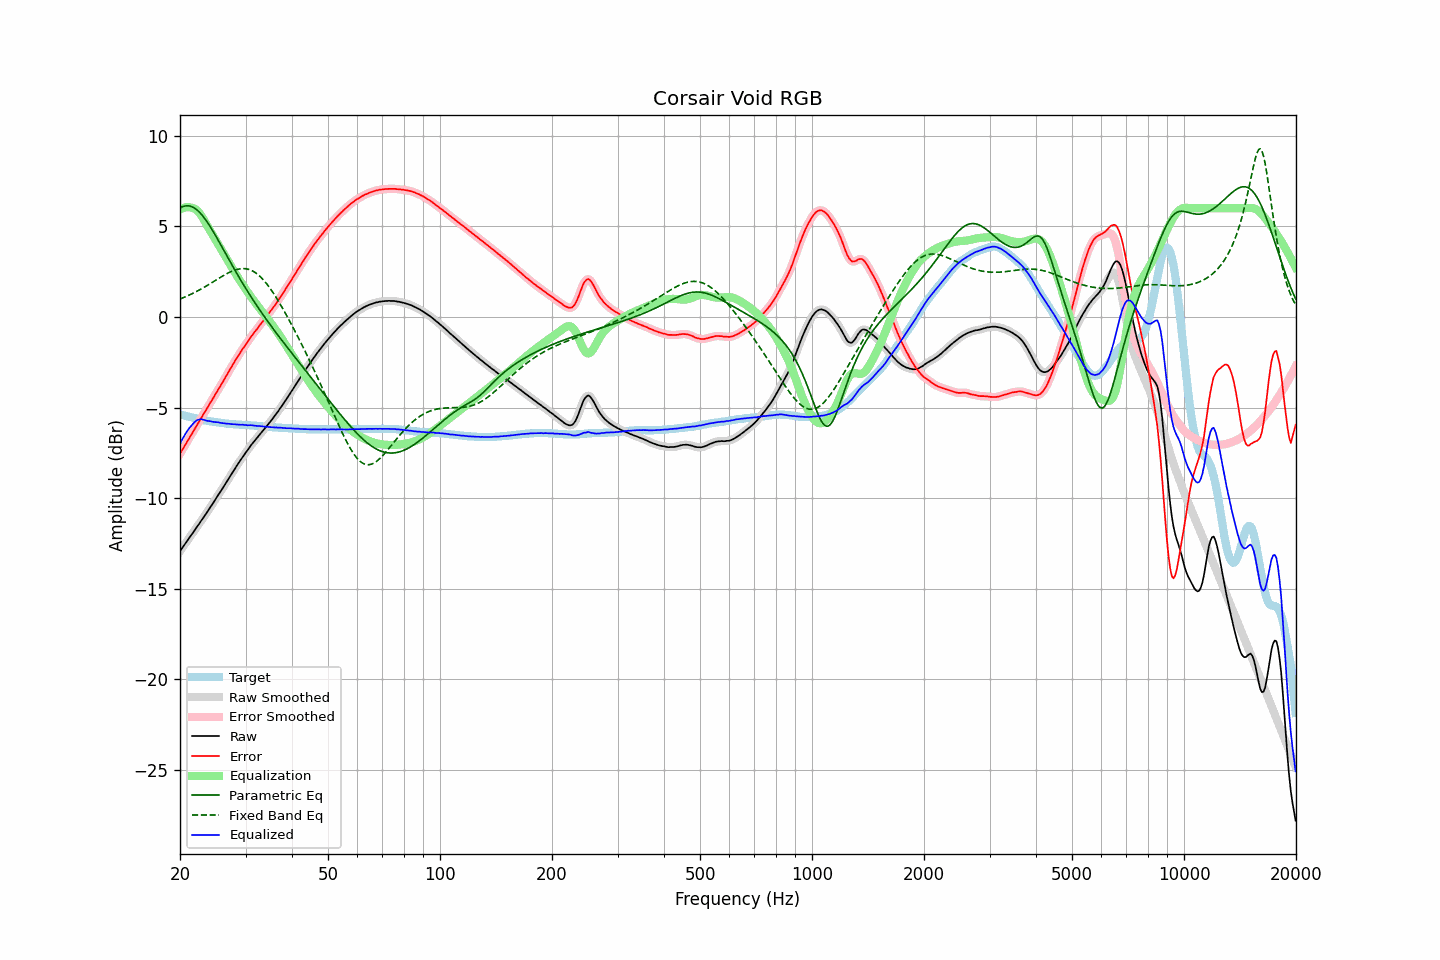 Corsair Void RGB
10
5
0
−5
−10
−15
−20
−25
Amplitude (dBr)
Target
Raw Smoothed
Error Smoothed
Raw
Error
Equalization
Parametric Eq
Fixed Band Eq
Equalized
20 50 100 200 500 1000 2000 5000 10000 20000
Frequency (Hz)